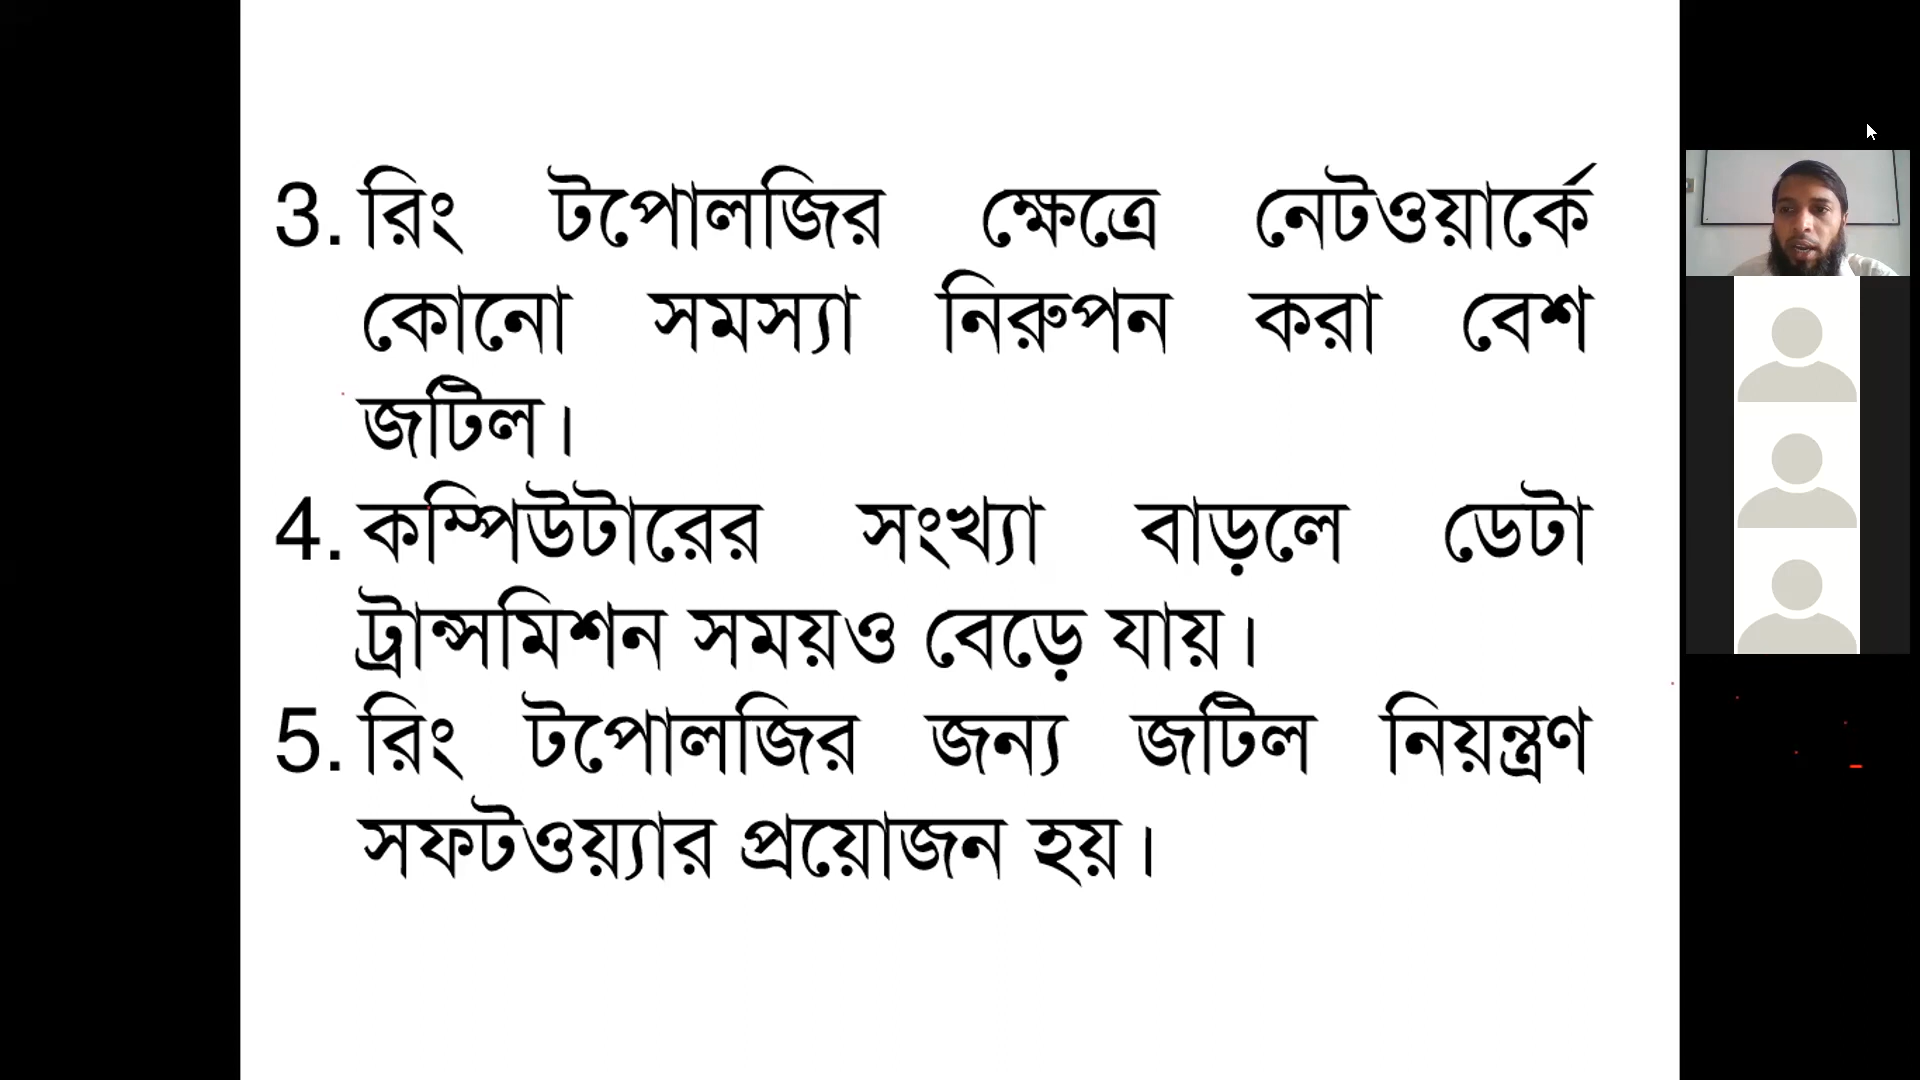 3. রিং টপোলজির ক্ষেত্রে নেটওয়ার্কে
কোনো সমস্যা নিরুপন করা বেশ
জটিল।
4. কম্পিউটারের সংখ্যা বাড়লে ডেটা
ট্রান্সমিশন সময়ও বেড়ে যায়।
5. রিং টপোলজির জন্য জটিল নিয়ন্ত্রণ
সফটওয়্যার প্রয়োজন হয়।